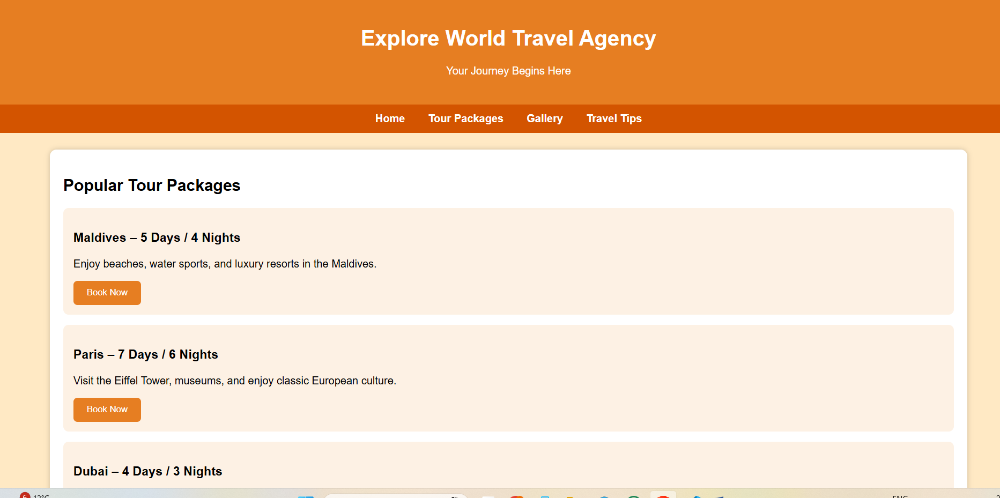 Explore World Travel Agency
Your Journey Begins Here
Home Tour Packages Gallery Travel Tips
Popular Tour Packages
Maldives – 5 Days / 4 Nights
Enjoy beaches, water sports, and luxury resorts in the Maldives.
Book Now
Paris – 7 Days / 6 Nights
Visit the Eiffel Tower, museums, and enjoy classic European culture.
Book Now
Dubai – 4 Days / 3 Nights
6 12°C ENG